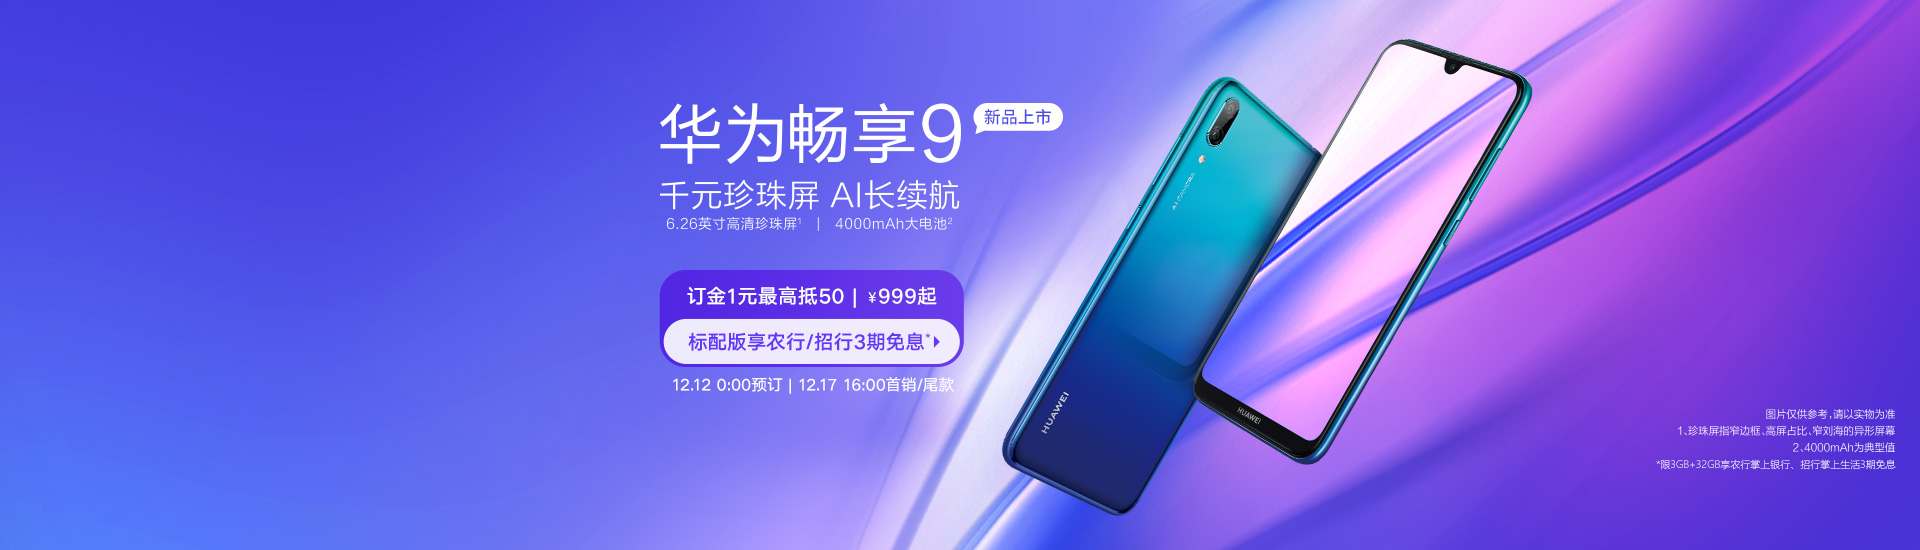 华为畅享9
新品上市
千元珍珠屏 AI长续航
6.26英寸高清珍珠屏¹ | 4000mAh大电池²
订金1元最高抵50 | ¥999起
标配版享农行/招行3期免息*
12.12 0:00预订 | 12.17 16:00首销/尾款
AI CAMERA
HUAWEI
HUAWEI
图片仅供参考,请以实物为准
1、珍珠屏指窄边框、高屏占比、窄刘海的异形屏幕
2、4000mAh为典型值
*限3GB+32GB享农行掌上银行、招行掌上生活3期免息